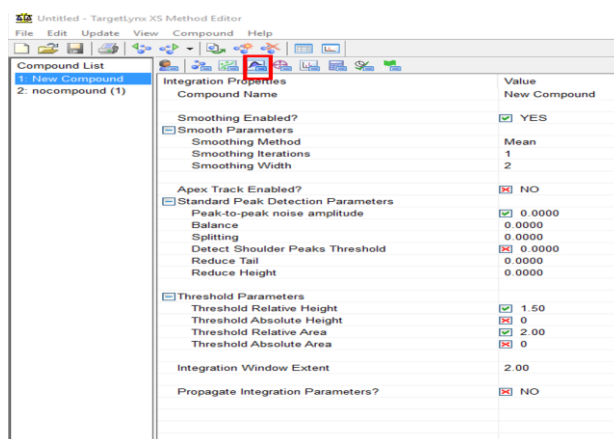 Untitled - TargetLynx XS Method Editor
File Edit Update View Compound Help
Compound List
1: New Compound
2: nocompound (1)
Integration Properties Value
Compound Name New Compound
Smoothing Enabled? YES
Smooth Parameters
Smoothing Method Mean
Smoothing Iterations 1
Smoothing Width 2
Apex Track Enabled? NO
Standard Peak Detection Parameters
Peak-to-peak noise amplitude 0.0000
Balance 0.0000
Splitting 0.0000
Detect Shoulder Peaks Threshold 0.0000
Reduce Tail 0.0000
Reduce Height 0.0000
Threshold Parameters
Threshold Relative Height 1.50
Threshold Absolute Height 0
Threshold Relative Area 2.00
Threshold Absolute Area 0
Integration Window Extent 2.00
Propagate Integration Parameters? NO